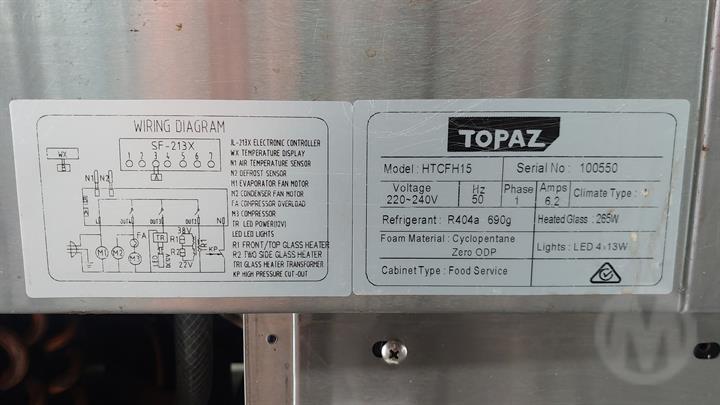 WIRING DIAGRAM
SF-213X
1 2 3 4 5 6 7
WX
A
B
N1 N2
L OUT1 OUT2 OUT3 N
38V
FA
TR
R1
R2
KP
M1 M2 M3
LED
22V
JL-213X ELECTRONIC CONTROLLER
WX TEMPERATURE DISPLAY
N1 AIR TEMPERATURE SENSOR
N2 DEFROST SENSOR
M1 EVAPORATOR FAN MOTOR
M2 CONDENSER FAN MOTOR
FA COMPRESSOR OVERLOAD
M3 COMPRESSOR
TR LED POWER(12V)
LED LED LIGHTS
R1 FRONT/TOP GLASS HEATER
R2 TWO SIDE GLASS HEATER
TR1 GLASS HEATER TRANSFORMER
KP HIGH PRESSURE CUT-OUT
TOPAZ
Model: HTCFH15 Serial No: 100550
Voltage 220~240V
Hz 50
Phase 1
Amps 6.2
Climate Type:
Refrigerant: R404a 690g
Heated Glass: 265W
Foam Material: Cyclopentane
Zero ODP
Lights: LED 4×13W
Cabinet Type: Food Service
M